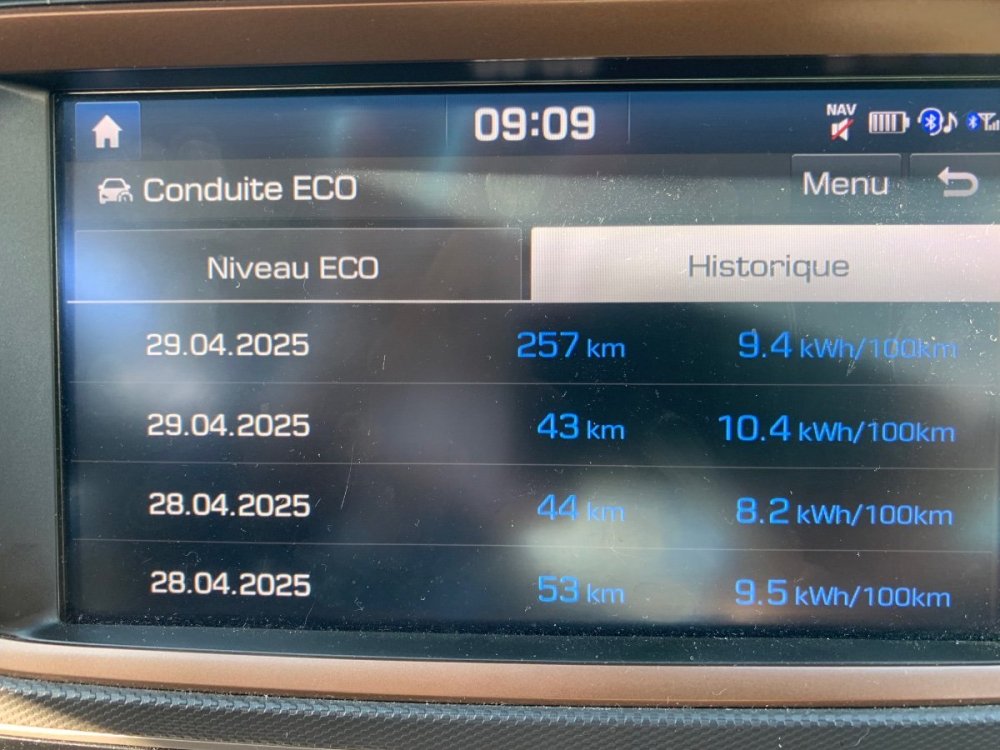 09:09
NAV
Conduite ECO
Menu
Niveau ECO
Historique
29.04.2025 257 km 9.4 kWh/100km
29.04.2025 43 km 10.4 kWh/100km
28.04.2025 44 km 8.2 kWh/100km
28.04.2025 53 km 9.5 kWh/100km